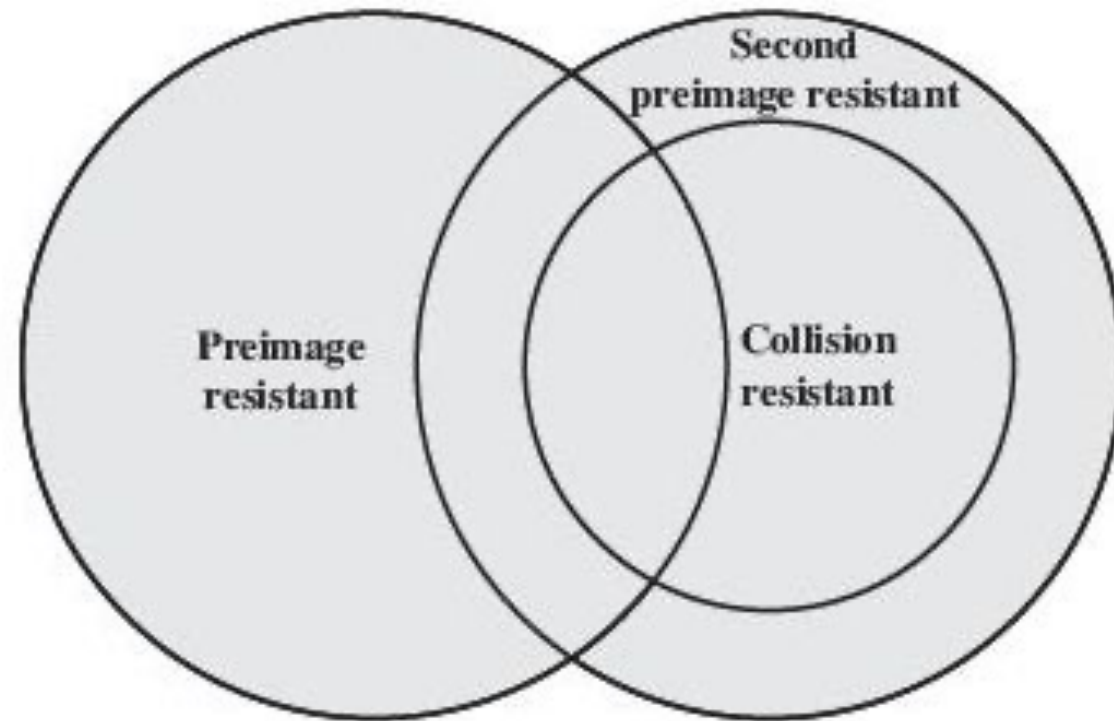 Second
preimage resistant
Preimage
resistant
Collision
resistant